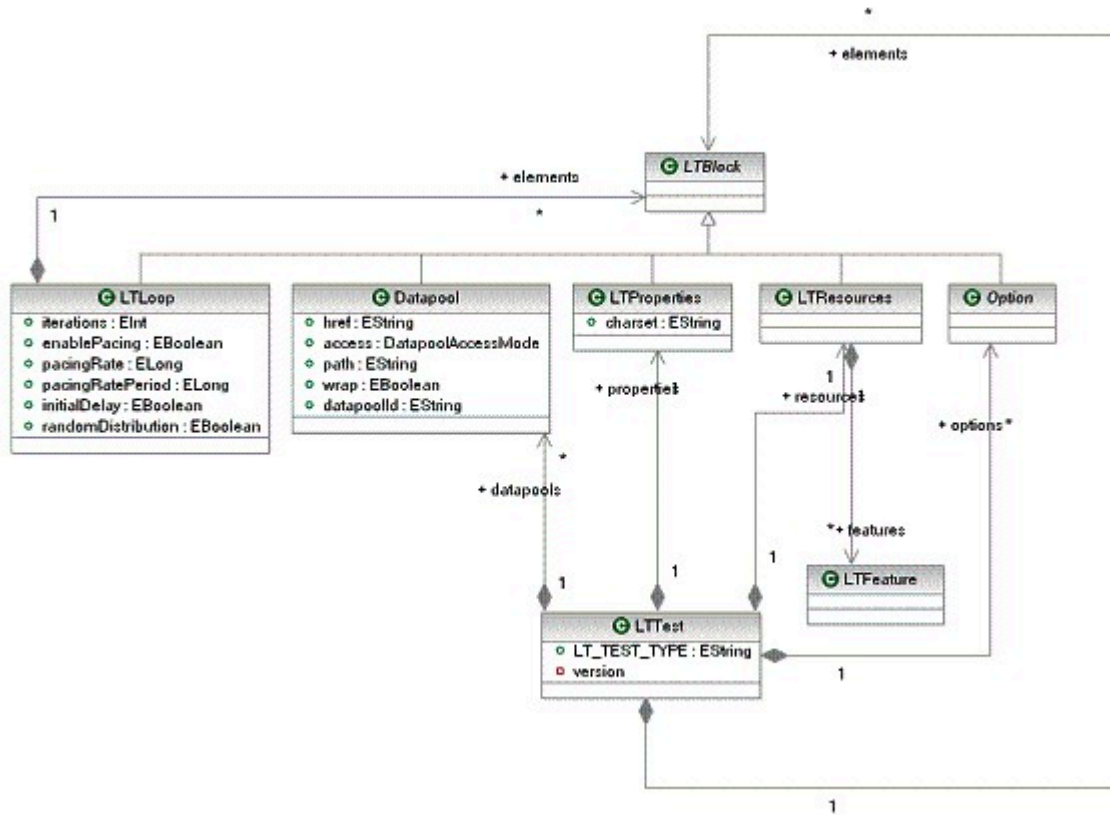 *
+ elements
LTBlock
+ elements
1
*
LTLoop
iterations : EInt
enablePacing : EBoolean
pacingRate : ELong
pacingRatePeriod : ELong
initialDelay : EBoolean
randomDistribution : EBoolean
Datapool
href : EString
access : DatapoolAccessMode
path : EString
wrap : EBoolean
datapoolId : EString
LTProperties
charset : EString
LTResources
Option
+ properties
1
1
+ resources
1
+ options *
*
+ datapools
* + features
LTFeature
1
1
1
LTTest
LT_TEST_TYPE : EString
version
1
1